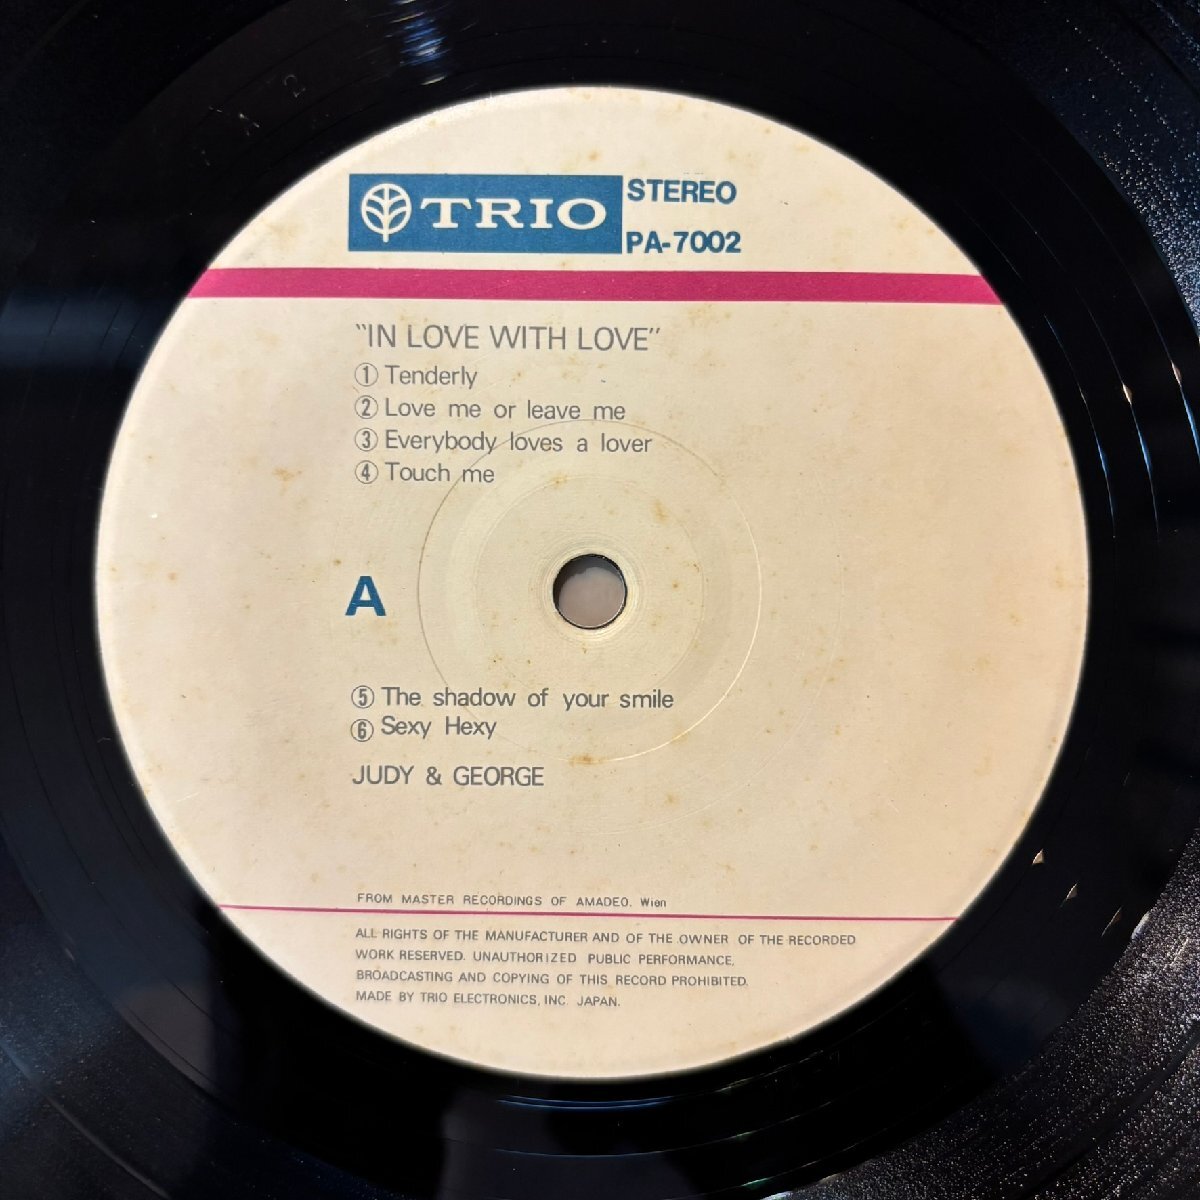 TRIO STEREO
PA-7002
"IN LOVE WITH LOVE"
① Tenderly
② Love me or leave me
③ Everybody loves a lover
④ Touch me
A
⑤ The shadow of your smile
⑥ Sexy Hexy
JUDY & GEORGE
FROM MASTER RECORDINGS OF AMADEO. Wien
ALL RIGHTS OF THE MANUFACTURER AND OF THE OWNER OF THE RECORDED
WORK RESERVED. UNAUTHORIZED PUBLIC PERFORMANCE,
BROADCASTING AND COPYING OF THIS RECORD PROHIBITED.
MADE BY TRIO ELECTRONICS, INC. JAPAN.